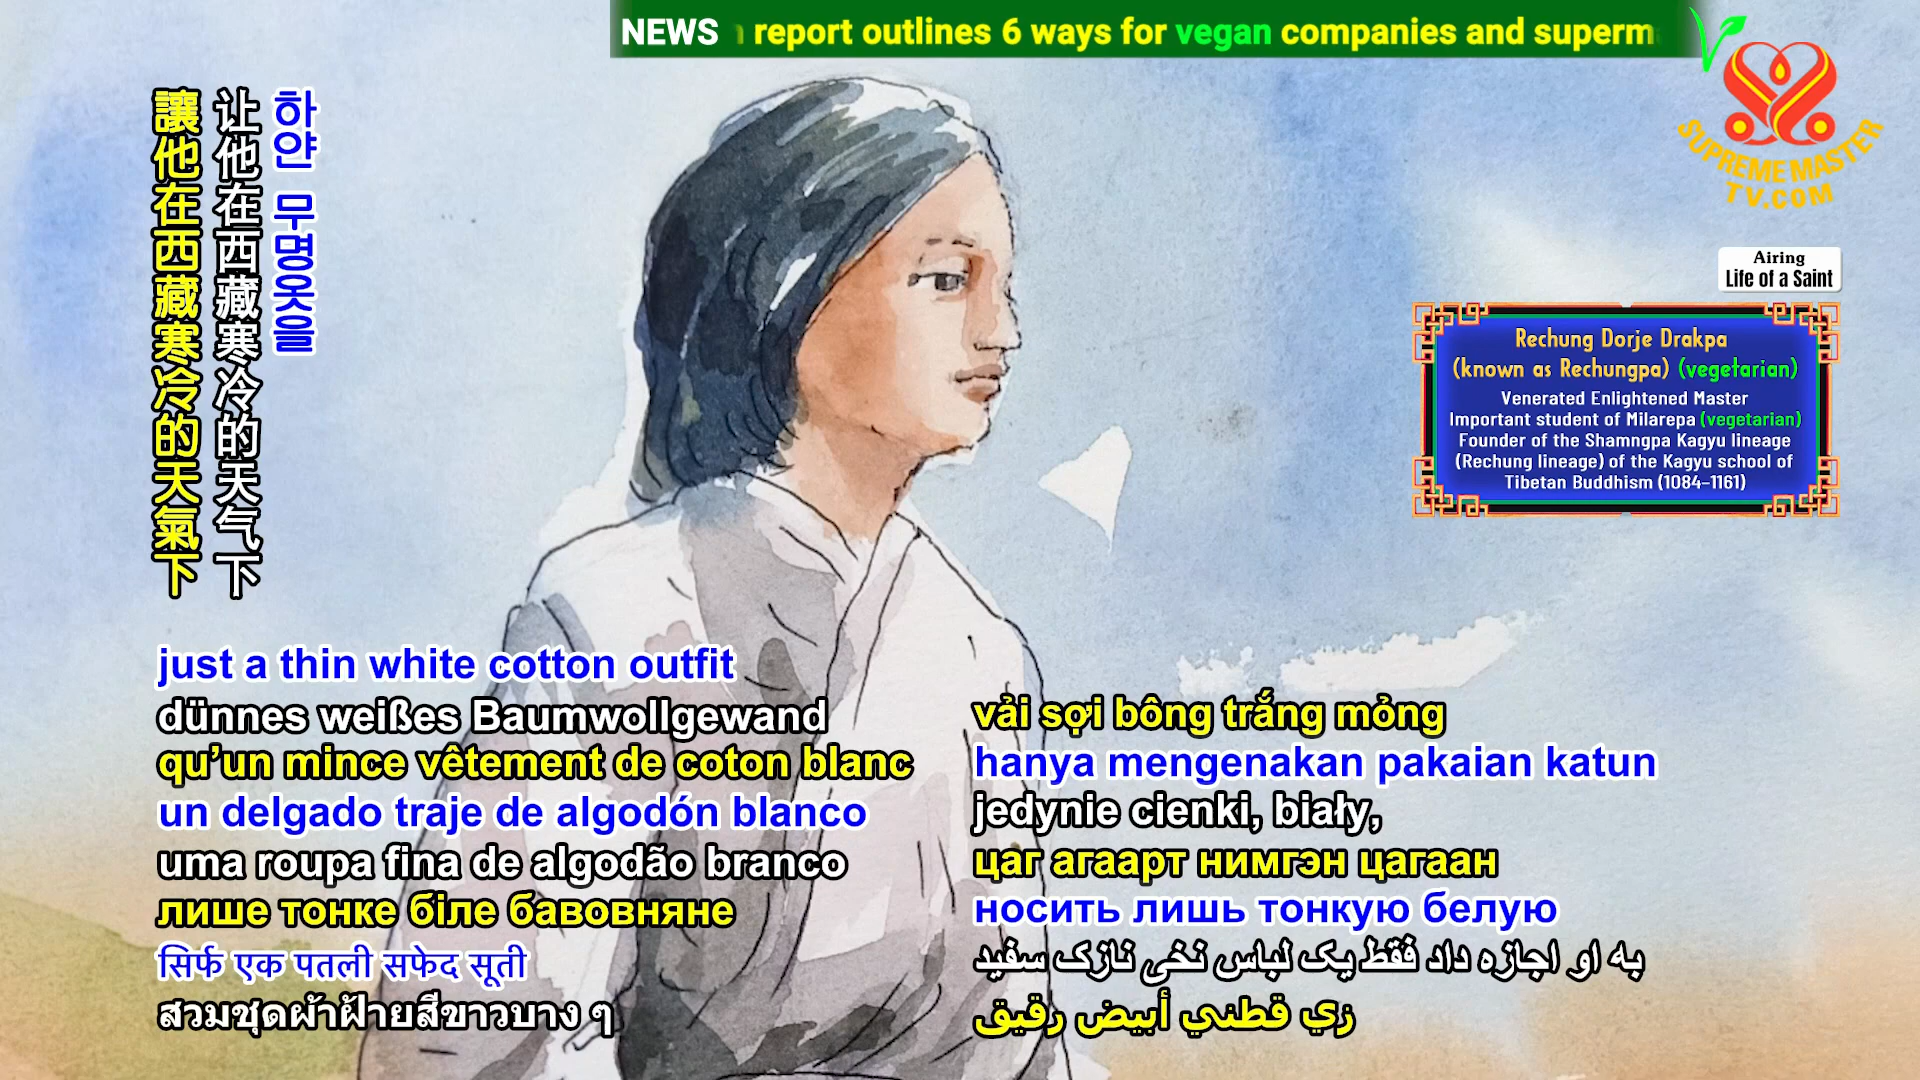 NEWS report outlines 6 ways for vegan companies and superm
SUPREME MASTER
TV.COM
Airing
Life of a Saint
Rechung Dorje Drakpa
(known as Rechungpa) (vegetarian)
Venerated Enlightened Master
Important student of Milarepa (vegetarian)
Founder of the Shamngpa Kagyu lineage
(Rechung lineage) of the Kagyu school of
Tibetan Buddhism (1084–1161)
하얀 무명옷을
让他在西藏寒冷的天气下
讓他在西藏寒冷的天氣下
just a thin white cotton outfit
dünnes weißes Baumwollgewand
qu’un mince vêtement de coton blanc
un delgado traje de algodón blanco
uma roupa fina de algodão branco
лише тонке біле бавовняне
सिर्फ एक पतली सफेद सूती
สวมชุดผ้าฝ้ายสีขาวบาง ๆ
vải sợi bông trắng mỏng
hanya mengenakan pakaian katun
jedynie cienki, biały,
цаг агаарт нимгэн цагаан
носить лишь тонкую белую
به او اجازه داد فقط یک لباس نخی نازک سفید
زي قطني أبيض رقيق